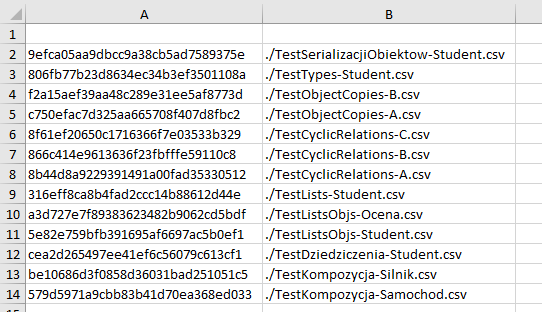 A B
1
2 9efca05aa9dbcc9a38cb5ad7589375e ./TestSerializacjiObiektow-Student.csv
3 806fb77b23d8634ec34b3ef3501108a ./TestTypes-Student.csv
4 f2a15aef39aa48c289e31ee5af8773d ./TestObjectCopies-B.csv
5 c750efac7d325aa665708f407d8fbc2 ./TestObjectCopies-A.csv
6 8f61ef20650c1716366f7e03533b329 ./TestCyclicRelations-C.csv
7 866c414e9613636f23fbfffe59110c8 ./TestCyclicRelations-B.csv
8 8b44d8a9229391491a00fad35330512 ./TestCyclicRelations-A.csv
9 316eff8ca8b4fad2ccc14b88612d44e ./TestLists-Student.csv
10 a3d727e7f89383623482b9062cd5bdf ./TestListsObjs-Ocena.csv
11 5e82e759bfb391695af6697ac5b0ef1 ./TestListsObjs-Student.csv
12 cea2d265497ee41ef6c56079c613cf1 ./TestDziedziczenia-Student.csv
13 be10686d3f0858d36031bad251051c5 ./TestKompozycja-Silnik.csv
14 579d5971a9cbb83b41d70ea368ed033 ./TestKompozycja-Samochod.csv